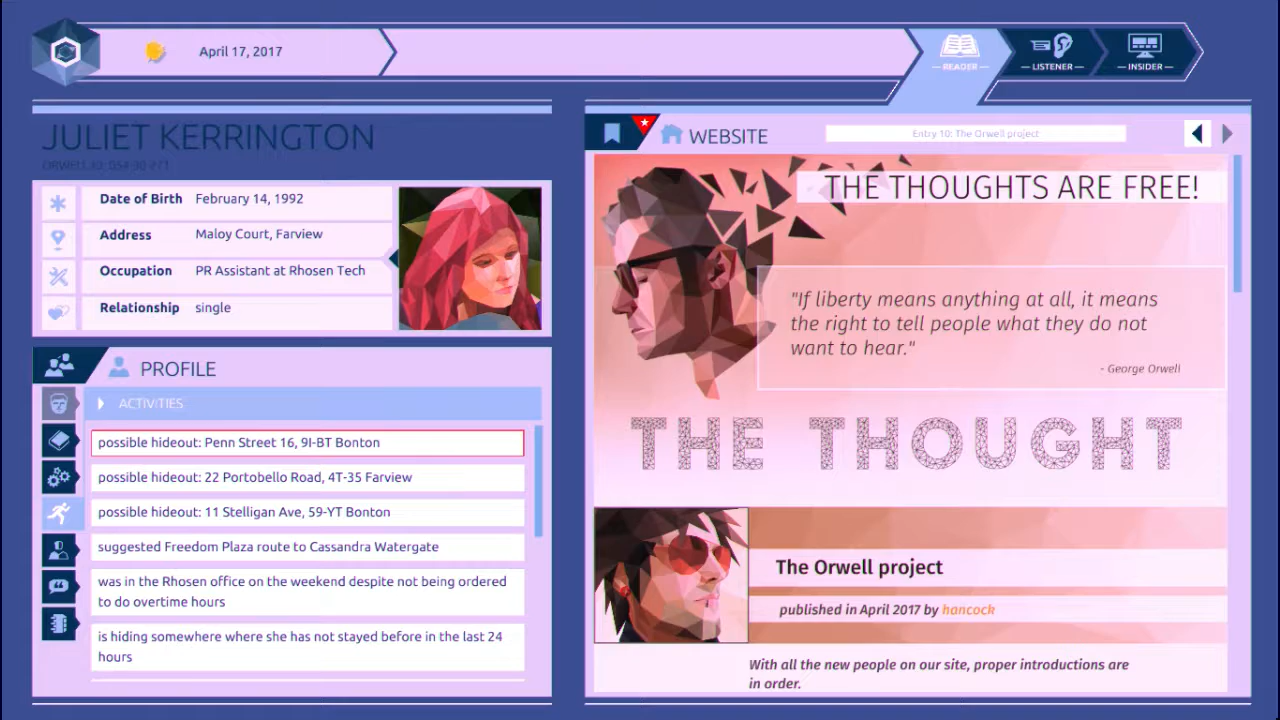 April 17, 2017
READER
LISTENER
INSIDER
JULIET KERRINGTON
Date of Birth February 14, 1992
Address Maloy Court, Farview
Occupation PR Assistant at Rhosen Tech
Relationship single
PROFILE
ACTIVITIES
possible hideout: Penn Street 16, 9I-BT Bonton
possible hideout: 22 Portobello Road, 4T-35 Farview
possible hideout: 11 Stelligan Ave, 59-YT Bonton
suggested Freedom Plaza route to Cassandra Watergate
was in the Rhosen office on the weekend despite not being ordered
to do overtime hours
is hiding somewhere where she has not stayed before in the last 24
hours
WEBSITE
Entry 10: The Orwell project
THE THOUGHTS ARE FREE!
"If liberty means anything at all, it means
the right to tell people what they do not
want to hear."
- George Orwell
THE THOUGHT
The Orwell project
published in April 2017 by hancock
With all the new people on our site, proper introductions are
in order.